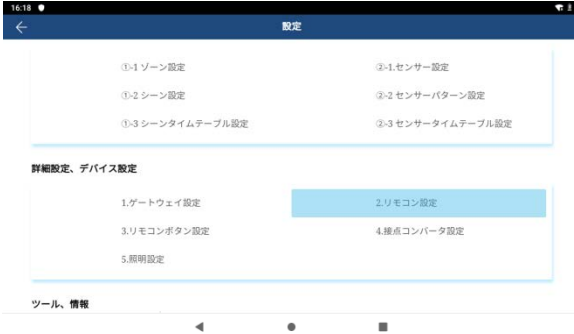 16:18
設定
①-1 ゾーン設定
②-1.センサー設定
①-2 シーン設定
②-2 センサーパターン設定
①-3 シーンタイムテーブル設定
②-3 センサータイムテーブル設定
詳細設定、デバイス設定
1.ゲートウェイ設定
2.リモコン設定
3.リモコンボタン設定
4.接点コンバータ設定
5.照明設定
ツール、情報